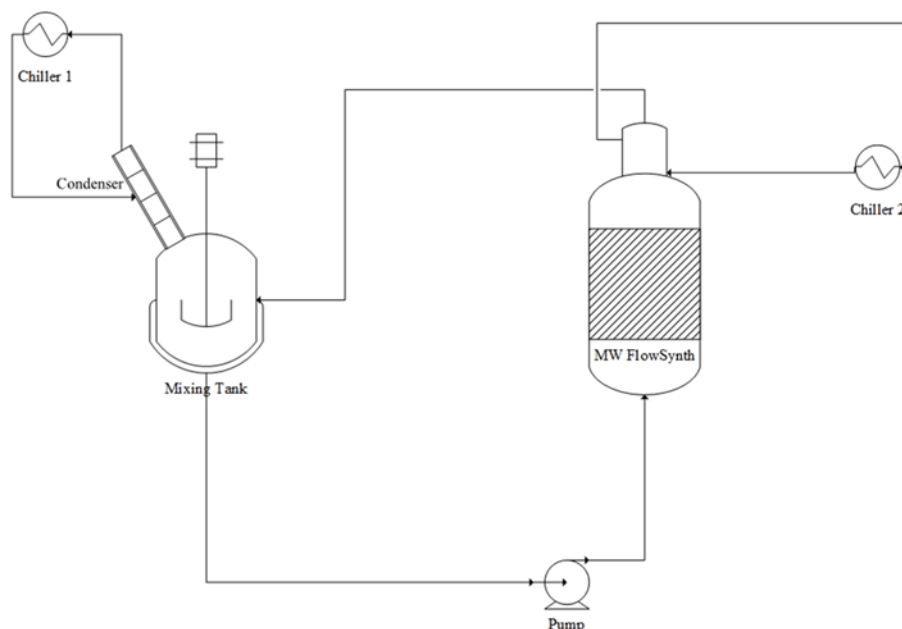 Chiller 1
Condenser
Chiller 2
MW FlowSynth
Mixing Tank
Pump